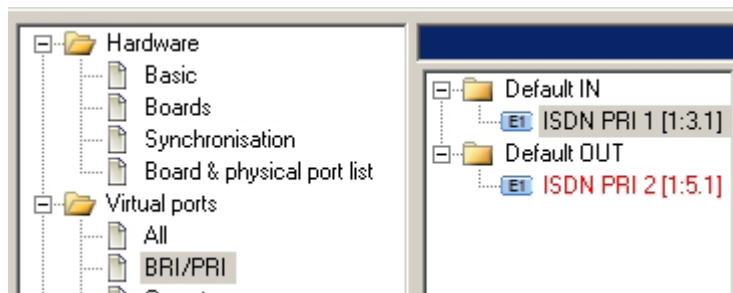 Hardware
Basic
Boards
Synchronisation
Board & physical port list
Virtual ports
All
BRI/PRI
Default IN
E1 ISDN PRI 1 [1:3.1]
Default OUT
E1 ISDN PRI 2 [1:5.1]